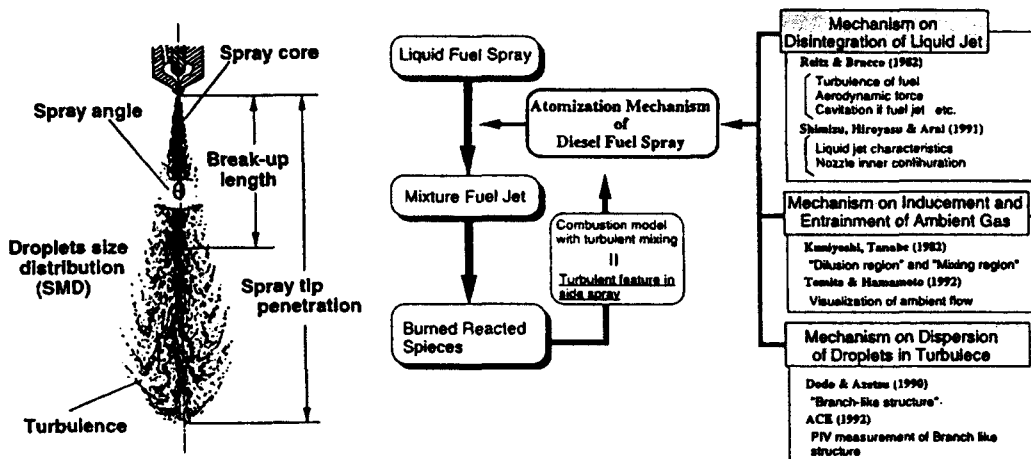 Spray core
Spray angle
Break-up
length
Droplets size
distribution
(SMD)
Spray tip
penetration
Turbulence
Liquid Fuel Spray
Atomization Mechanism
of
Diesel Fuel Spray
Mixture Fuel Jet
Combustion model
with turbulent mixing
||
Turbulent feature in
side spray
Burned Reacted
Spieces
Mechanism on
Disintegration of Liquid Jet
Reitz & Bracco (1982)
Turbulence of fuel
Aerodynamic force
Cavitation if fuel jet etc.
Shimizu, Hiroyasu & Arai (1991)
Liquid jet characteristics
Nozzle inner contihuration
Mechanism on Inducement and
Entrainment of Ambient Gas
Kuniyoshi, Tanabe (1982)
"Dilusion region" and "Mixing region"
Tomita & Hamamoto (1992)
Visualization of ambient flow
Mechanism on Dispersion
of Droplets in Turbulece
Dodo & Azetsu (1990)
"Branch-like structure"
ACE (1992)
PIV measurement of Branch like
structure